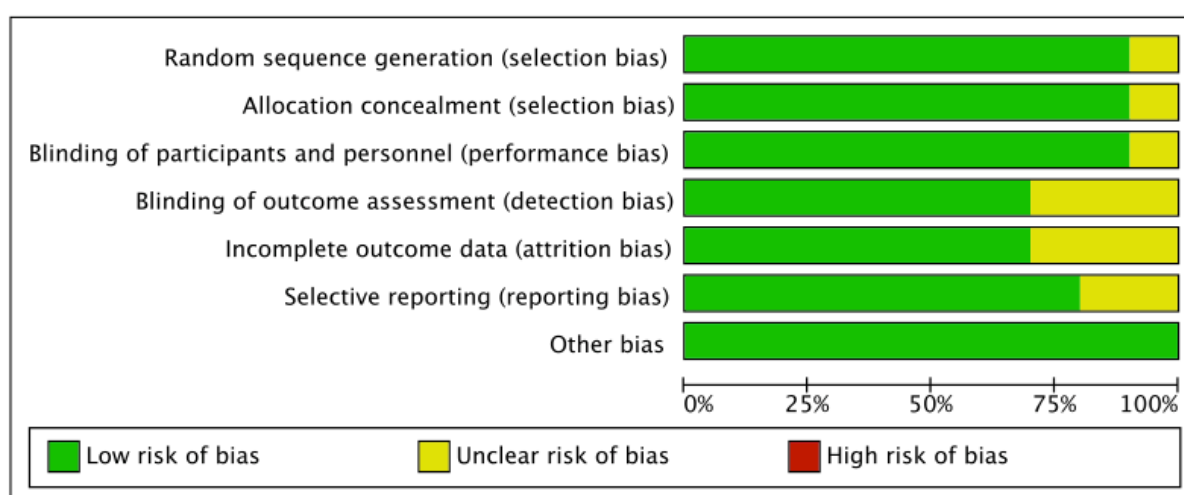 Random sequence generation (selection bias)
Allocation concealment (selection bias)
Blinding of participants and personnel (performance bias)
Blinding of outcome assessment (detection bias)
Incomplete outcome data (attrition bias)
Selective reporting (reporting bias)
Other bias
0% 25% 50% 75% 100%
Low risk of bias Unclear risk of bias High risk of bias